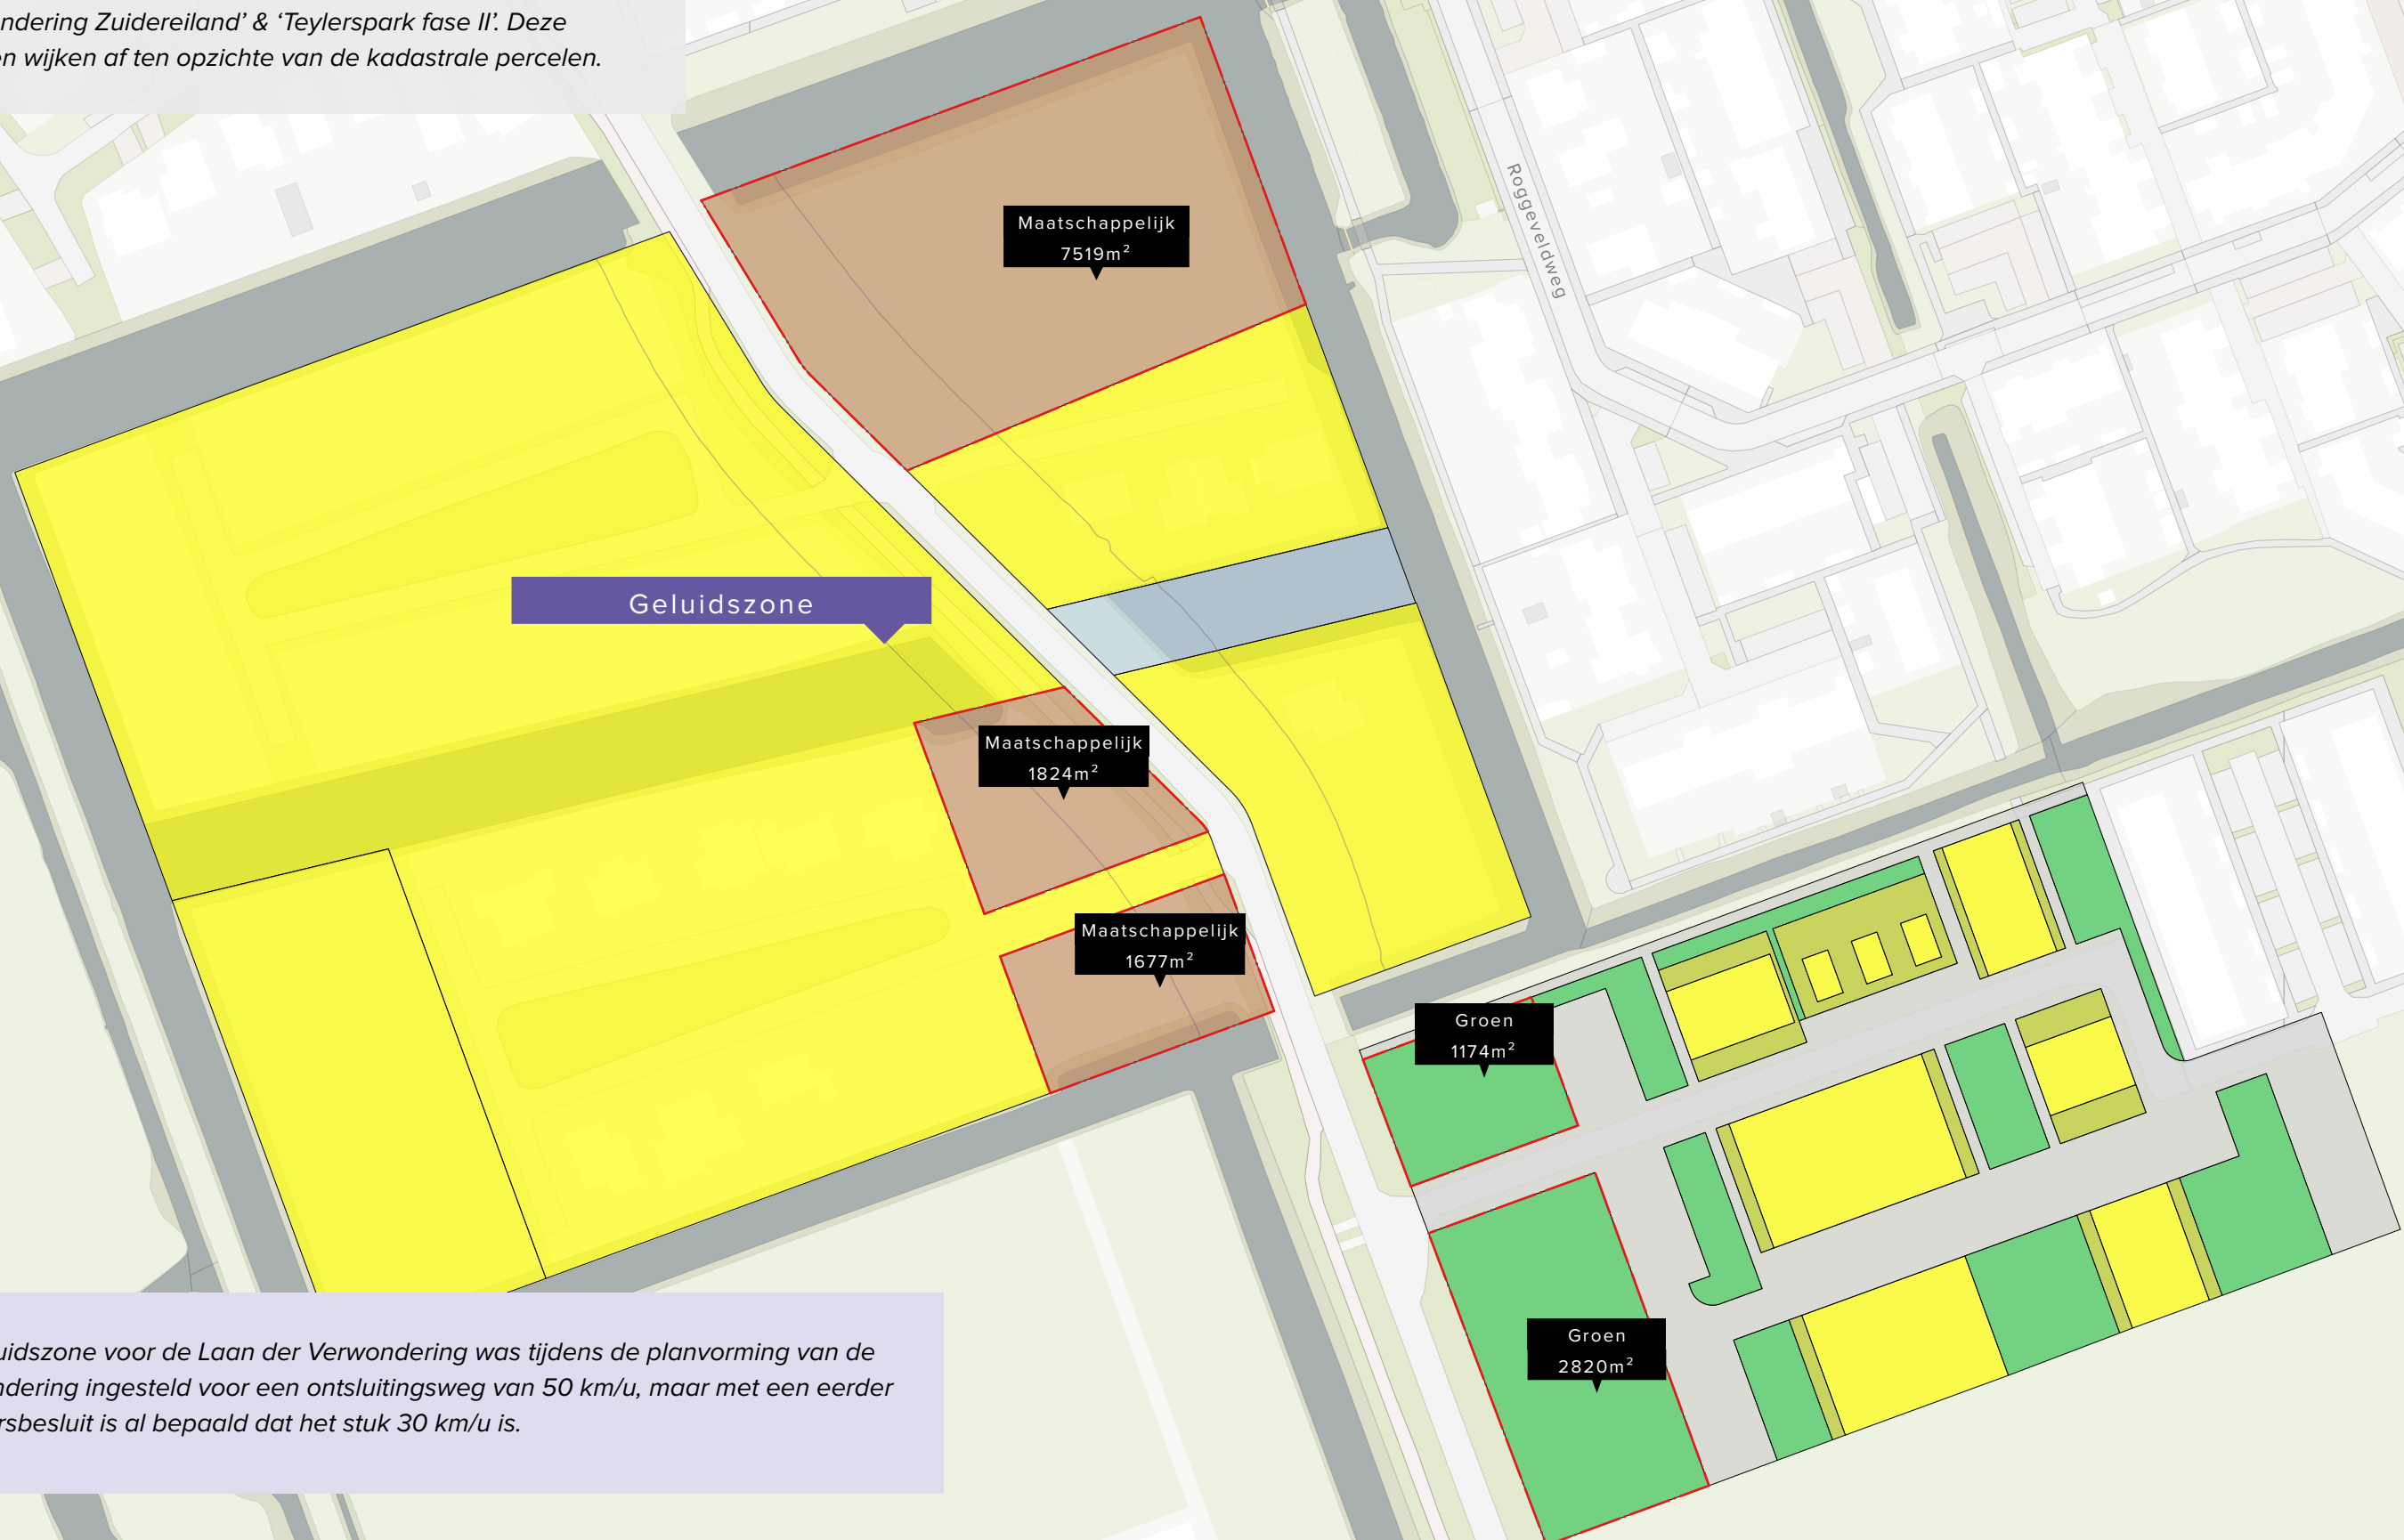 ndering Zuidereiland’ & ‘Teylerspark fase II’. Deze
en wijken af ten opzichte van de kadastrale percelen.
Roggeveldweg
Maatschappelijk
7519m²
Geluidszone
Maatschappelijk
1824m²
Maatschappelijk
1677m²
Groen
1174m²
Groen
2820m²
uidszone voor de Laan der Verwondering was tijdens de planvorming van de
ndering ingesteld voor een ontsluitingsweg van 50 km/u, maar met een eerder
rsbesluit is al bepaald dat het stuk 30 km/u is.